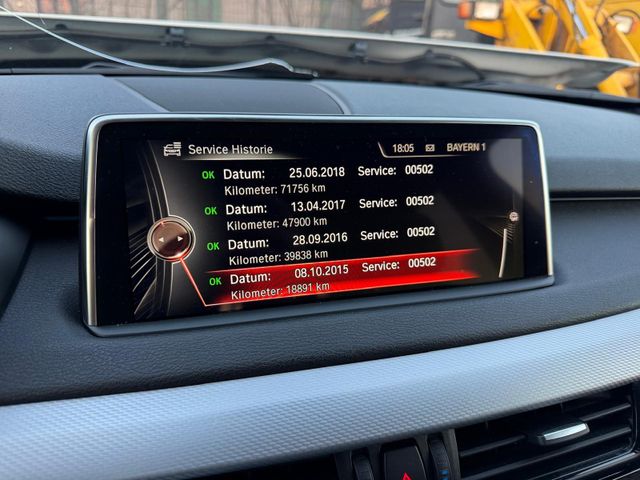 Service Historie 18:05 BAYERN 1
OK Datum: 25.06.2018 Service: 00502
Kilometer: 71756 km
OK Datum: 13.04.2017 Service: 00502
Kilometer: 47900 km
OK Datum: 28.09.2016 Service: 00502
Kilometer: 39838 km
OK Datum: 08.10.2015 Service: 00502
Kilometer: 18891 km